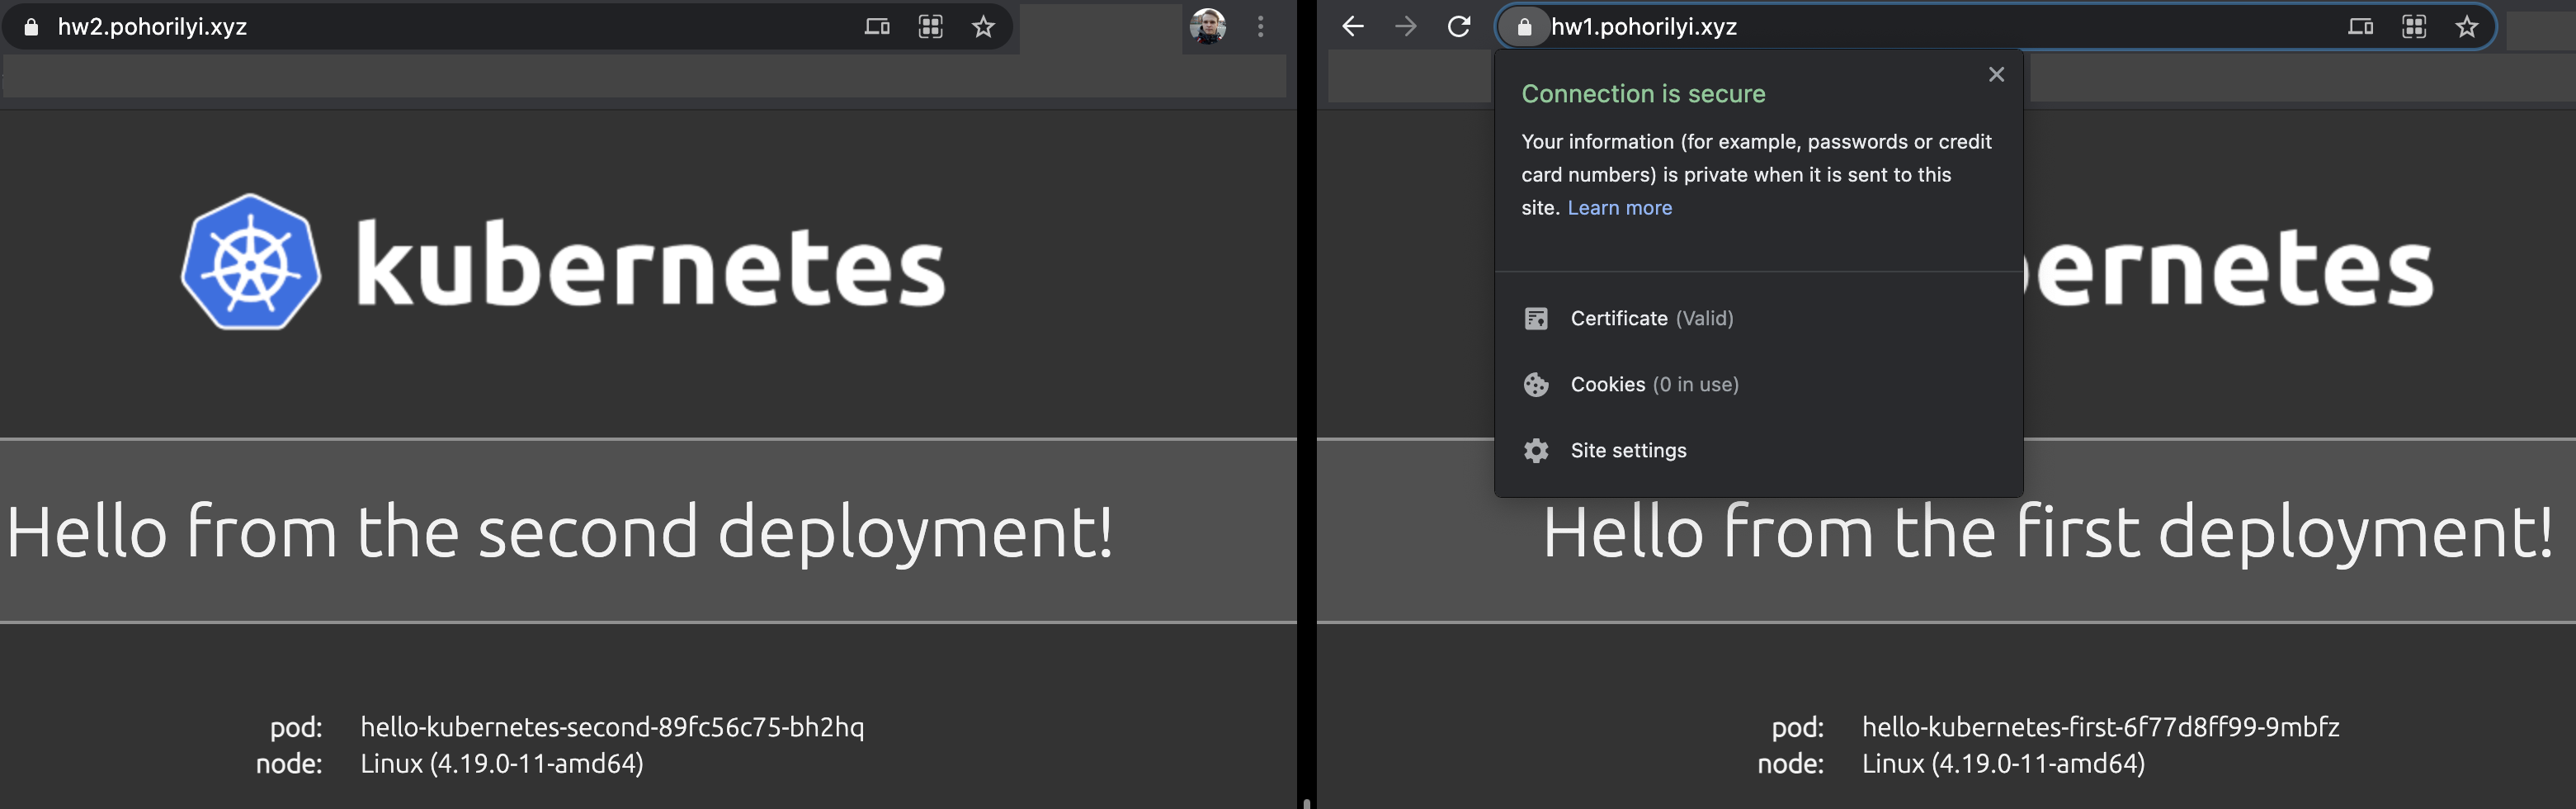 hw2.pohorilyi.xyz
kubernetes
Hello from the second deployment!
pod: hello-kubernetes-second-89fc56c75-bh2hq
node: Linux (4.19.0-11-amd64)
hw1.pohorilyi.xyz
Connection is secure
Your information (for example, passwords or credit
card numbers) is private when it is sent to this
site. Learn more
Certificate (Valid)
Cookies (0 in use)
Site settings
ernetes
Hello from the first deployment!
pod: hello-kubernetes-first-6f77d8ff99-9mbfz
node: Linux (4.19.0-11-amd64)